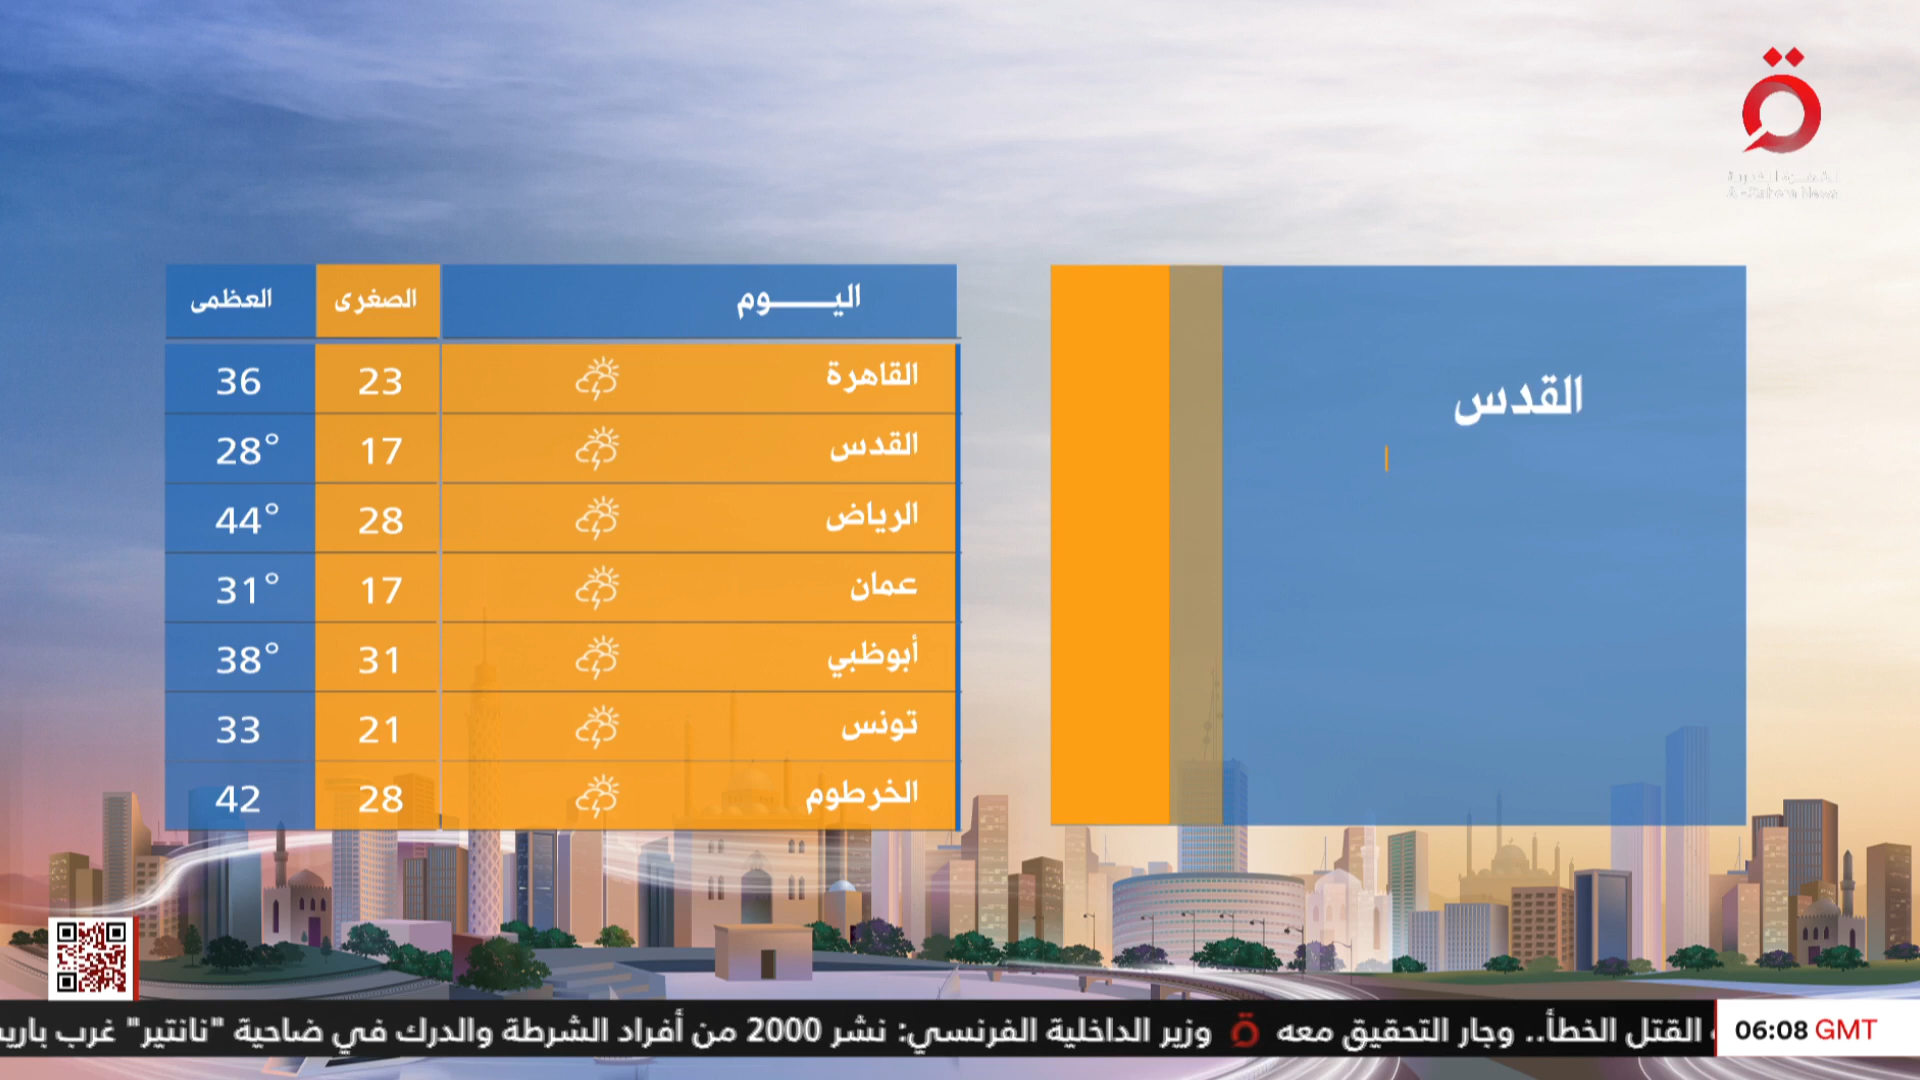 القدس
اليـــــوم الصغرى العظمى
القاهرة 23 36
القدس 17 28°
الرياض 28 44°
عمان 17 31°
أبوظبي 31 38°
تونس 21 33
الخرطوم 28 42
القتل الخطأ.. وجار التحقيق معه وزير الداخلية الفرنسي: نشر 2000 من أفراد الشرطة والدرك في ضاحية "نانتير" غرب
06:08 GMT